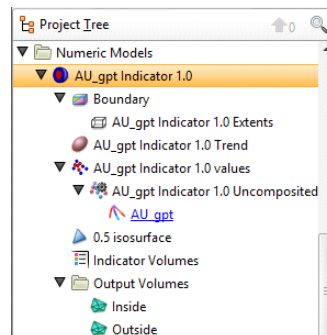 Project Tree
0
Numeric Models
AU_gpt Indicator 1.0
Boundary
AU_gpt Indicator 1.0 Extents
AU_gpt Indicator 1.0 Trend
AU_gpt Indicator 1.0 values
AU_gpt Indicator 1.0 Uncomposited
AU_gpt
0.5 isosurface
Indicator Volumes
Output Volumes
Inside
Outside